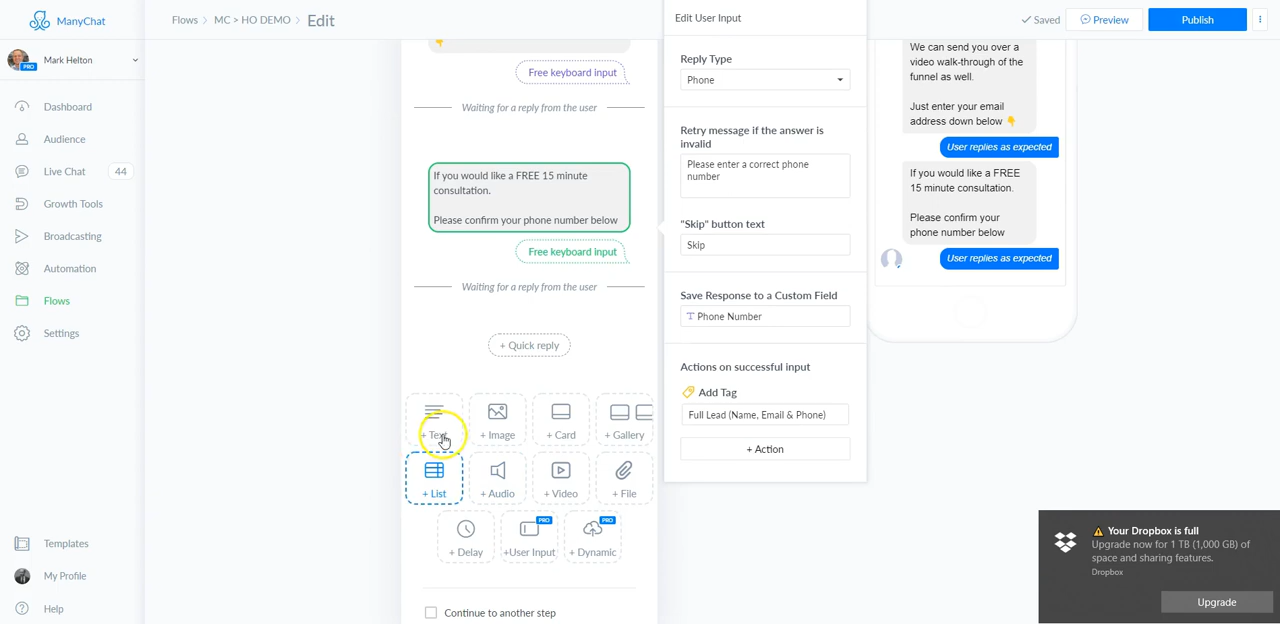 ManyChat
Flows
MC > HO DEMO
Edit
Saved
Preview
Publish
PRO
Mark Helton
Dashboard
Audience
Live Chat
44
Growth Tools
Broadcasting
Automation
Flows
Settings
Templates
My Profile
Help
Free keyboard input
Waiting for a reply from the user
If you would like a FREE 15 minute
consultation.
Please confirm your phone number below
Free keyboard input
Waiting for a reply from the user
+ Quick reply
+ Text
+ Image
+ Card
+ Gallery
+ List
+ Audio
+ Video
+ File
PRO
PRO
+ Delay
+User Input
+ Dynamic
Continue to another step
Edit User Input
Reply Type
Phone
Retry message if the answer is
invalid
Please enter a correct phone
number
"Skip" button text
Skip
Save Response to a Custom Field
T Phone Number
Actions on successful input
Add Tag
Full Lead (Name, Email & Phone)
+ Action
We can send you over a
video walk-through of the
funnel as well.
Just enter your email
address down below
User replies as expected
If you would like a FREE
15 minute consultation.
Please confirm your
phone number below
User replies as expected
Your Dropbox is full
Upgrade now for 1 TB (1,000 GB) of
space and sharing features.
Dropbox
Upgrade